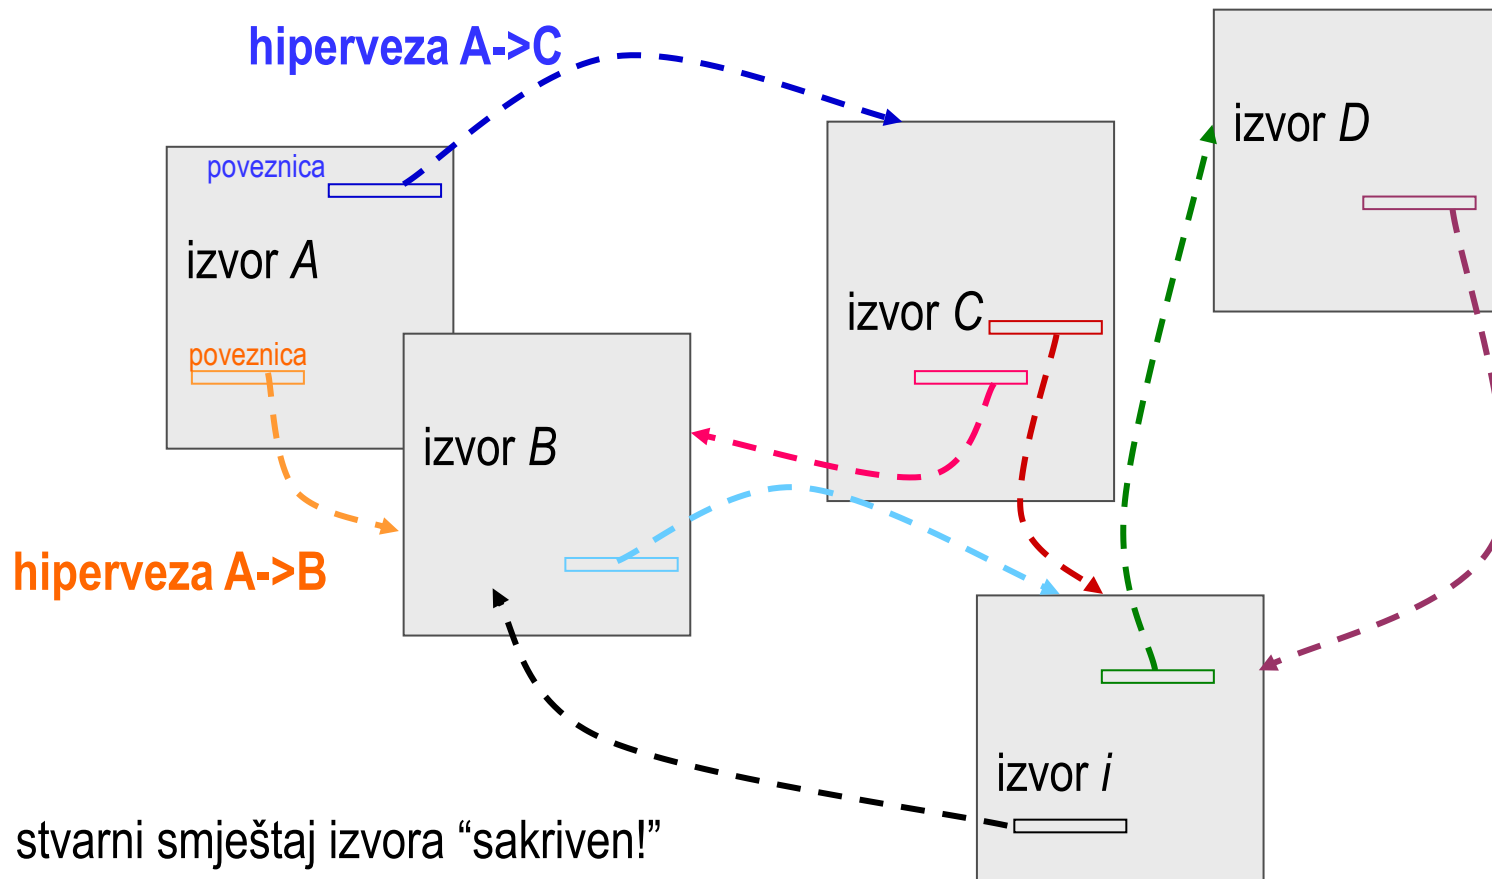 hiperveza A->C
izvor D
poveznica
izvor A
izvor C
poveznica
izvor B
hiperveza A->B
izvor i
stvarni smještaj izvora “sakriven!”